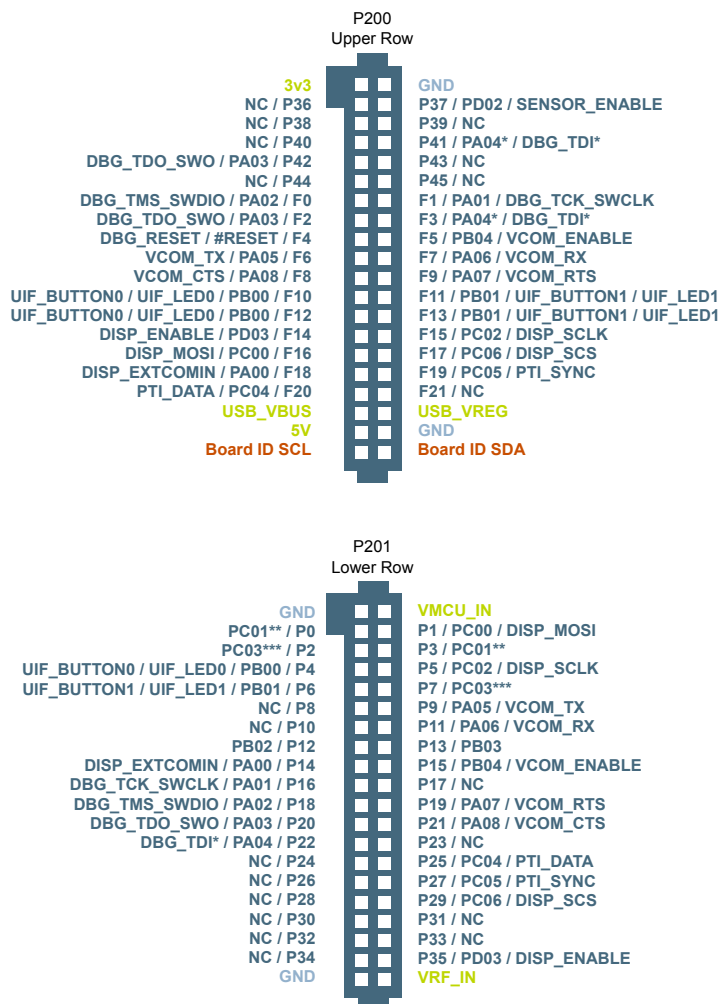 P200
Upper Row
3v3 GND
NC / P36 P37 / PD02 / SENSOR_ENABLE
NC / P38 P39 / NC
NC / P40 P41 / PA04* / DBG_TDI*
DBG_TDO_SWO / PA03 / P42 P43 / NC
NC / P44 P45 / NC
DBG_TMS_SWDIO / PA02 / F0 F1 / PA01 / DBG_TCK_SWCLK
DBG_TDO_SWO / PA03 / F2 F3 / PA04* / DBG_TDI*
DBG_RESET / #RESET / F4 F5 / PB04 / VCOM_ENABLE
VCOM_TX / PA05 / F6 F7 / PA06 / VCOM_RX
VCOM_CTS / PA08 / F8 F9 / PA07 / VCOM_RTS
UIF_BUTTON0 / UIF_LED0 / PB00 / F10 F11 / PB01 / UIF_BUTTON1 / UIF_LED1
UIF_BUTTON0 / UIF_LED0 / PB00 / F12 F13 / PB01 / UIF_BUTTON1 / UIF_LED1
DISP_ENABLE / PD03 / F14 F15 / PC02 / DISP_SCLK
DISP_MOSI / PC00 / F16 F17 / PC06 / DISP_SCS
DISP_EXTCOMIN / PA00 / F18 F19 / PC05 / PTI_SYNC
PTI_DATA / PC04 / F20 F21 / NC
USB_VBUS USB_VREG
5V GND
Board ID SCL Board ID SDA
P201
Lower Row
GND VMCU_IN
PC01** / P0 P1 / PC00 / DISP_MOSI
PC03*** / P2 P3 / PC01**
UIF_BUTTON0 / UIF_LED0 / PB00 / P4 P5 / PC02 / DISP_SCLK
UIF_BUTTON1 / UIF_LED1 / PB01 / P6 P7 / PC03***
NC / P8 P9 / PA05 / VCOM_TX
NC / P10 P11 / PA06 / VCOM_RX
PB02 / P12 P13 / PB03
DISP_EXTCOMIN / PA00 / P14 P15 / PB04 / VCOM_ENABLE
DBG_TCK_SWCLK / PA01 / P16 P17 / NC
DBG_TMS_SWDIO / PA02 / P18 P19 / PA07 / VCOM_RTS
DBG_TDO_SWO / PA03 / P20 P21 / PA08 / VCOM_CTS
DBG_TDI* / PA04 / P22 P23 / NC
NC / P24 P25 / PC04 / PTI_DATA
NC / P26 P27 / PC05 / PTI_SYNC
NC / P28 P29 / PC06 / DISP_SCS
NC / P30 P31 / NC
NC / P32 P33 / NC
NC / P34 P35 / PD03 / DISP_ENABLE
GND VRF_IN